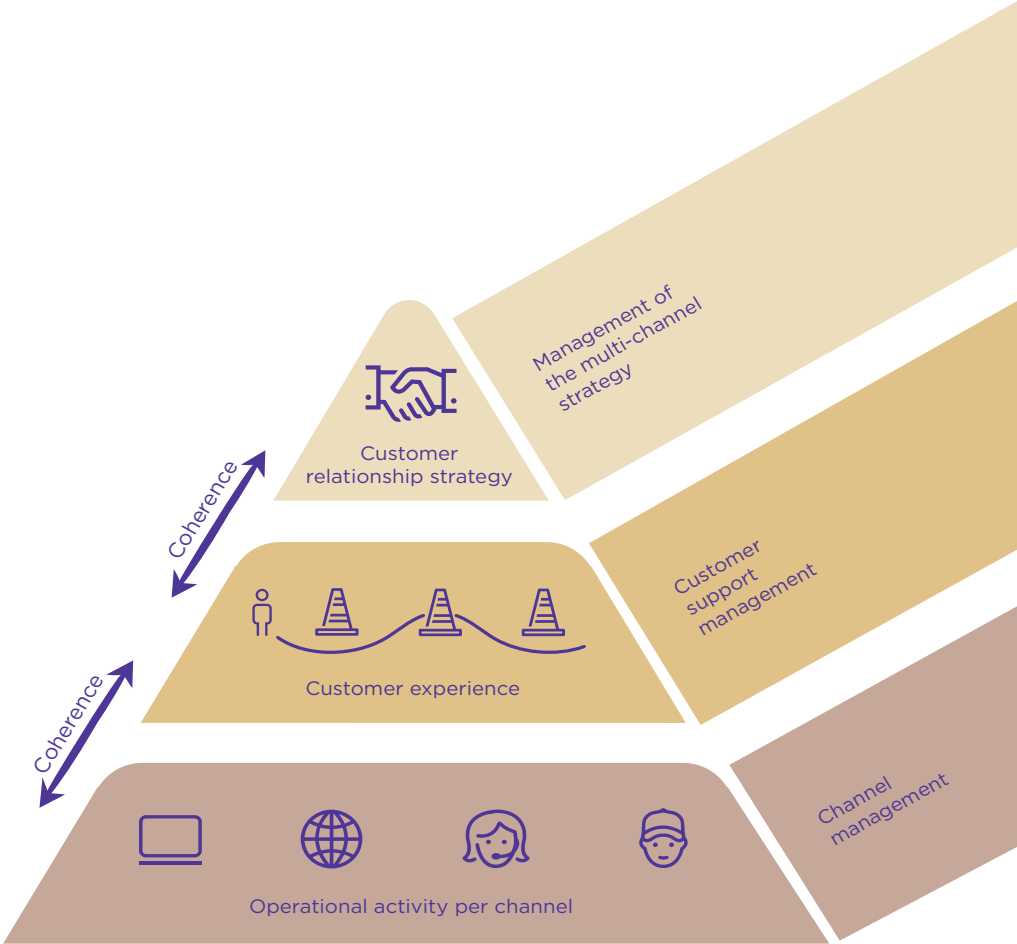 Management of
the multi-channel
strategy
Customer
relationship strategy
Coherence
Customer
support
management
Customer experience
Coherence
Channel
management
Operational activity per channel